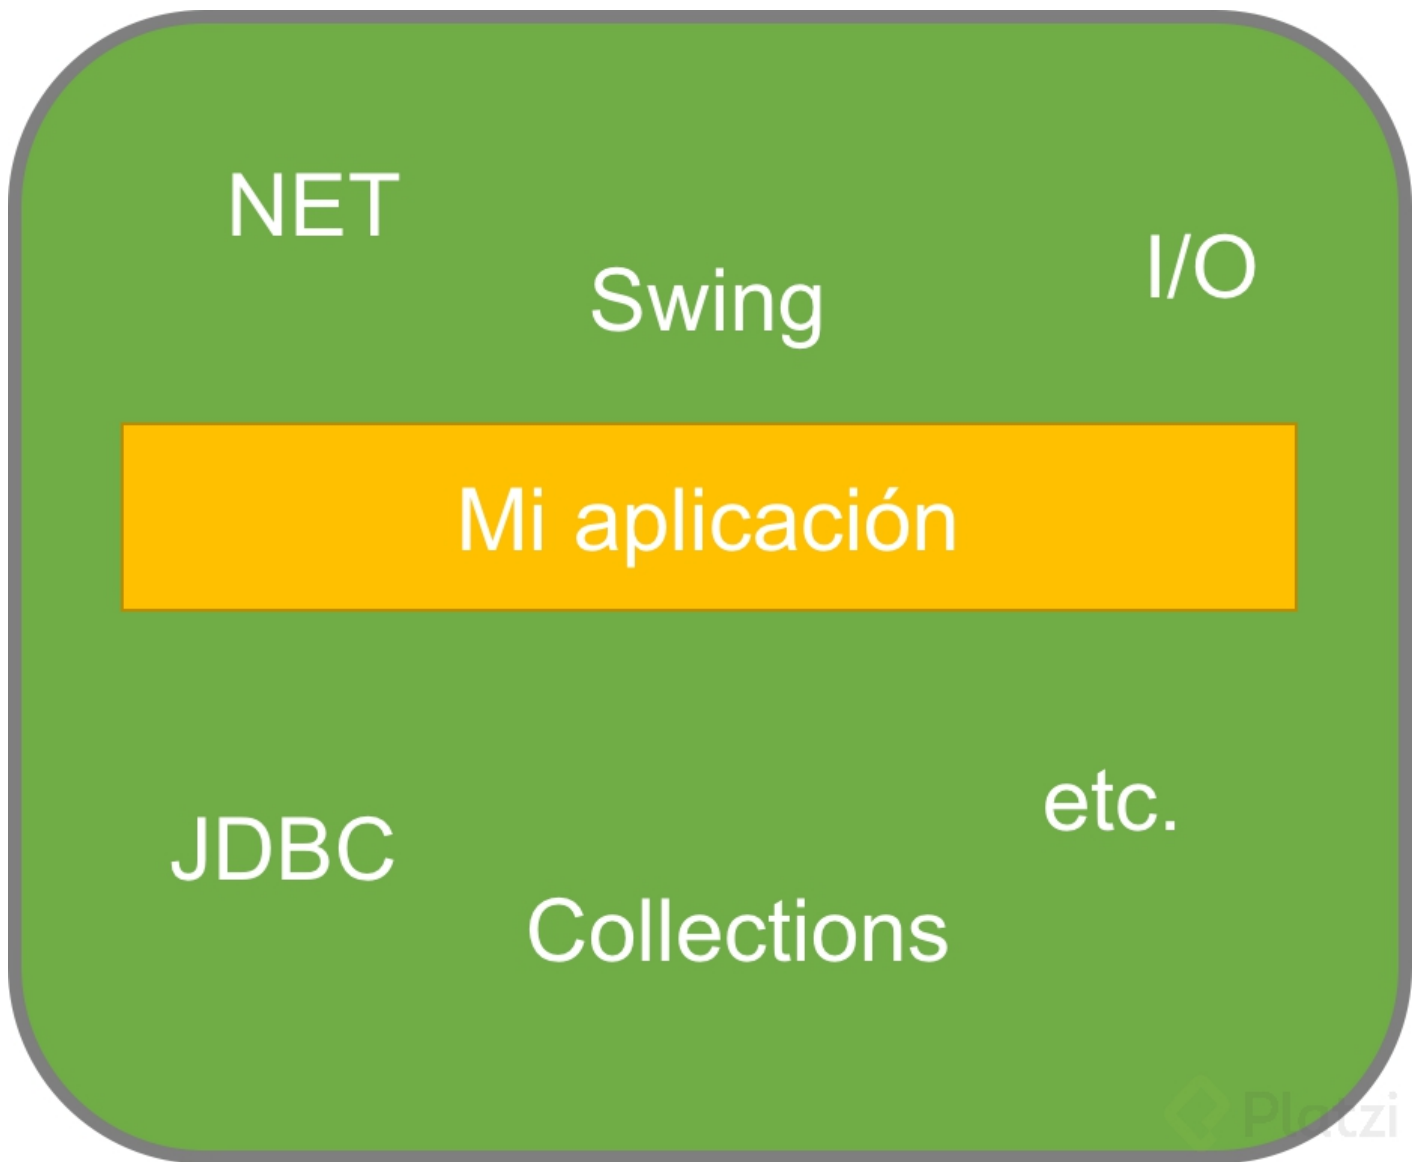 NET
I/O
Swing
Mi aplicación
etc.
JDBC
Collections
Platzi